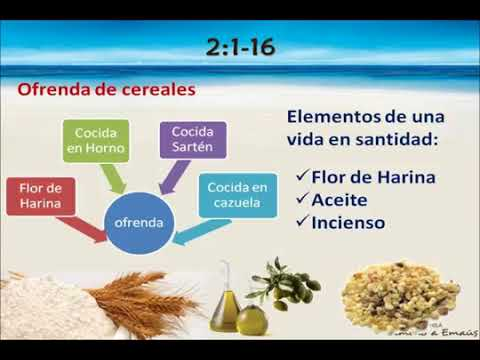 2:1-16
Ofrenda de cereales
Cocida
en Horno
Cocida
Sartén
Flor de
Harina
Cocida en
cazuela
ofrenda
Elementos de una
vida en santidad:
✓Flor de Harina
✓Aceite
✓Incienso
a Emaús